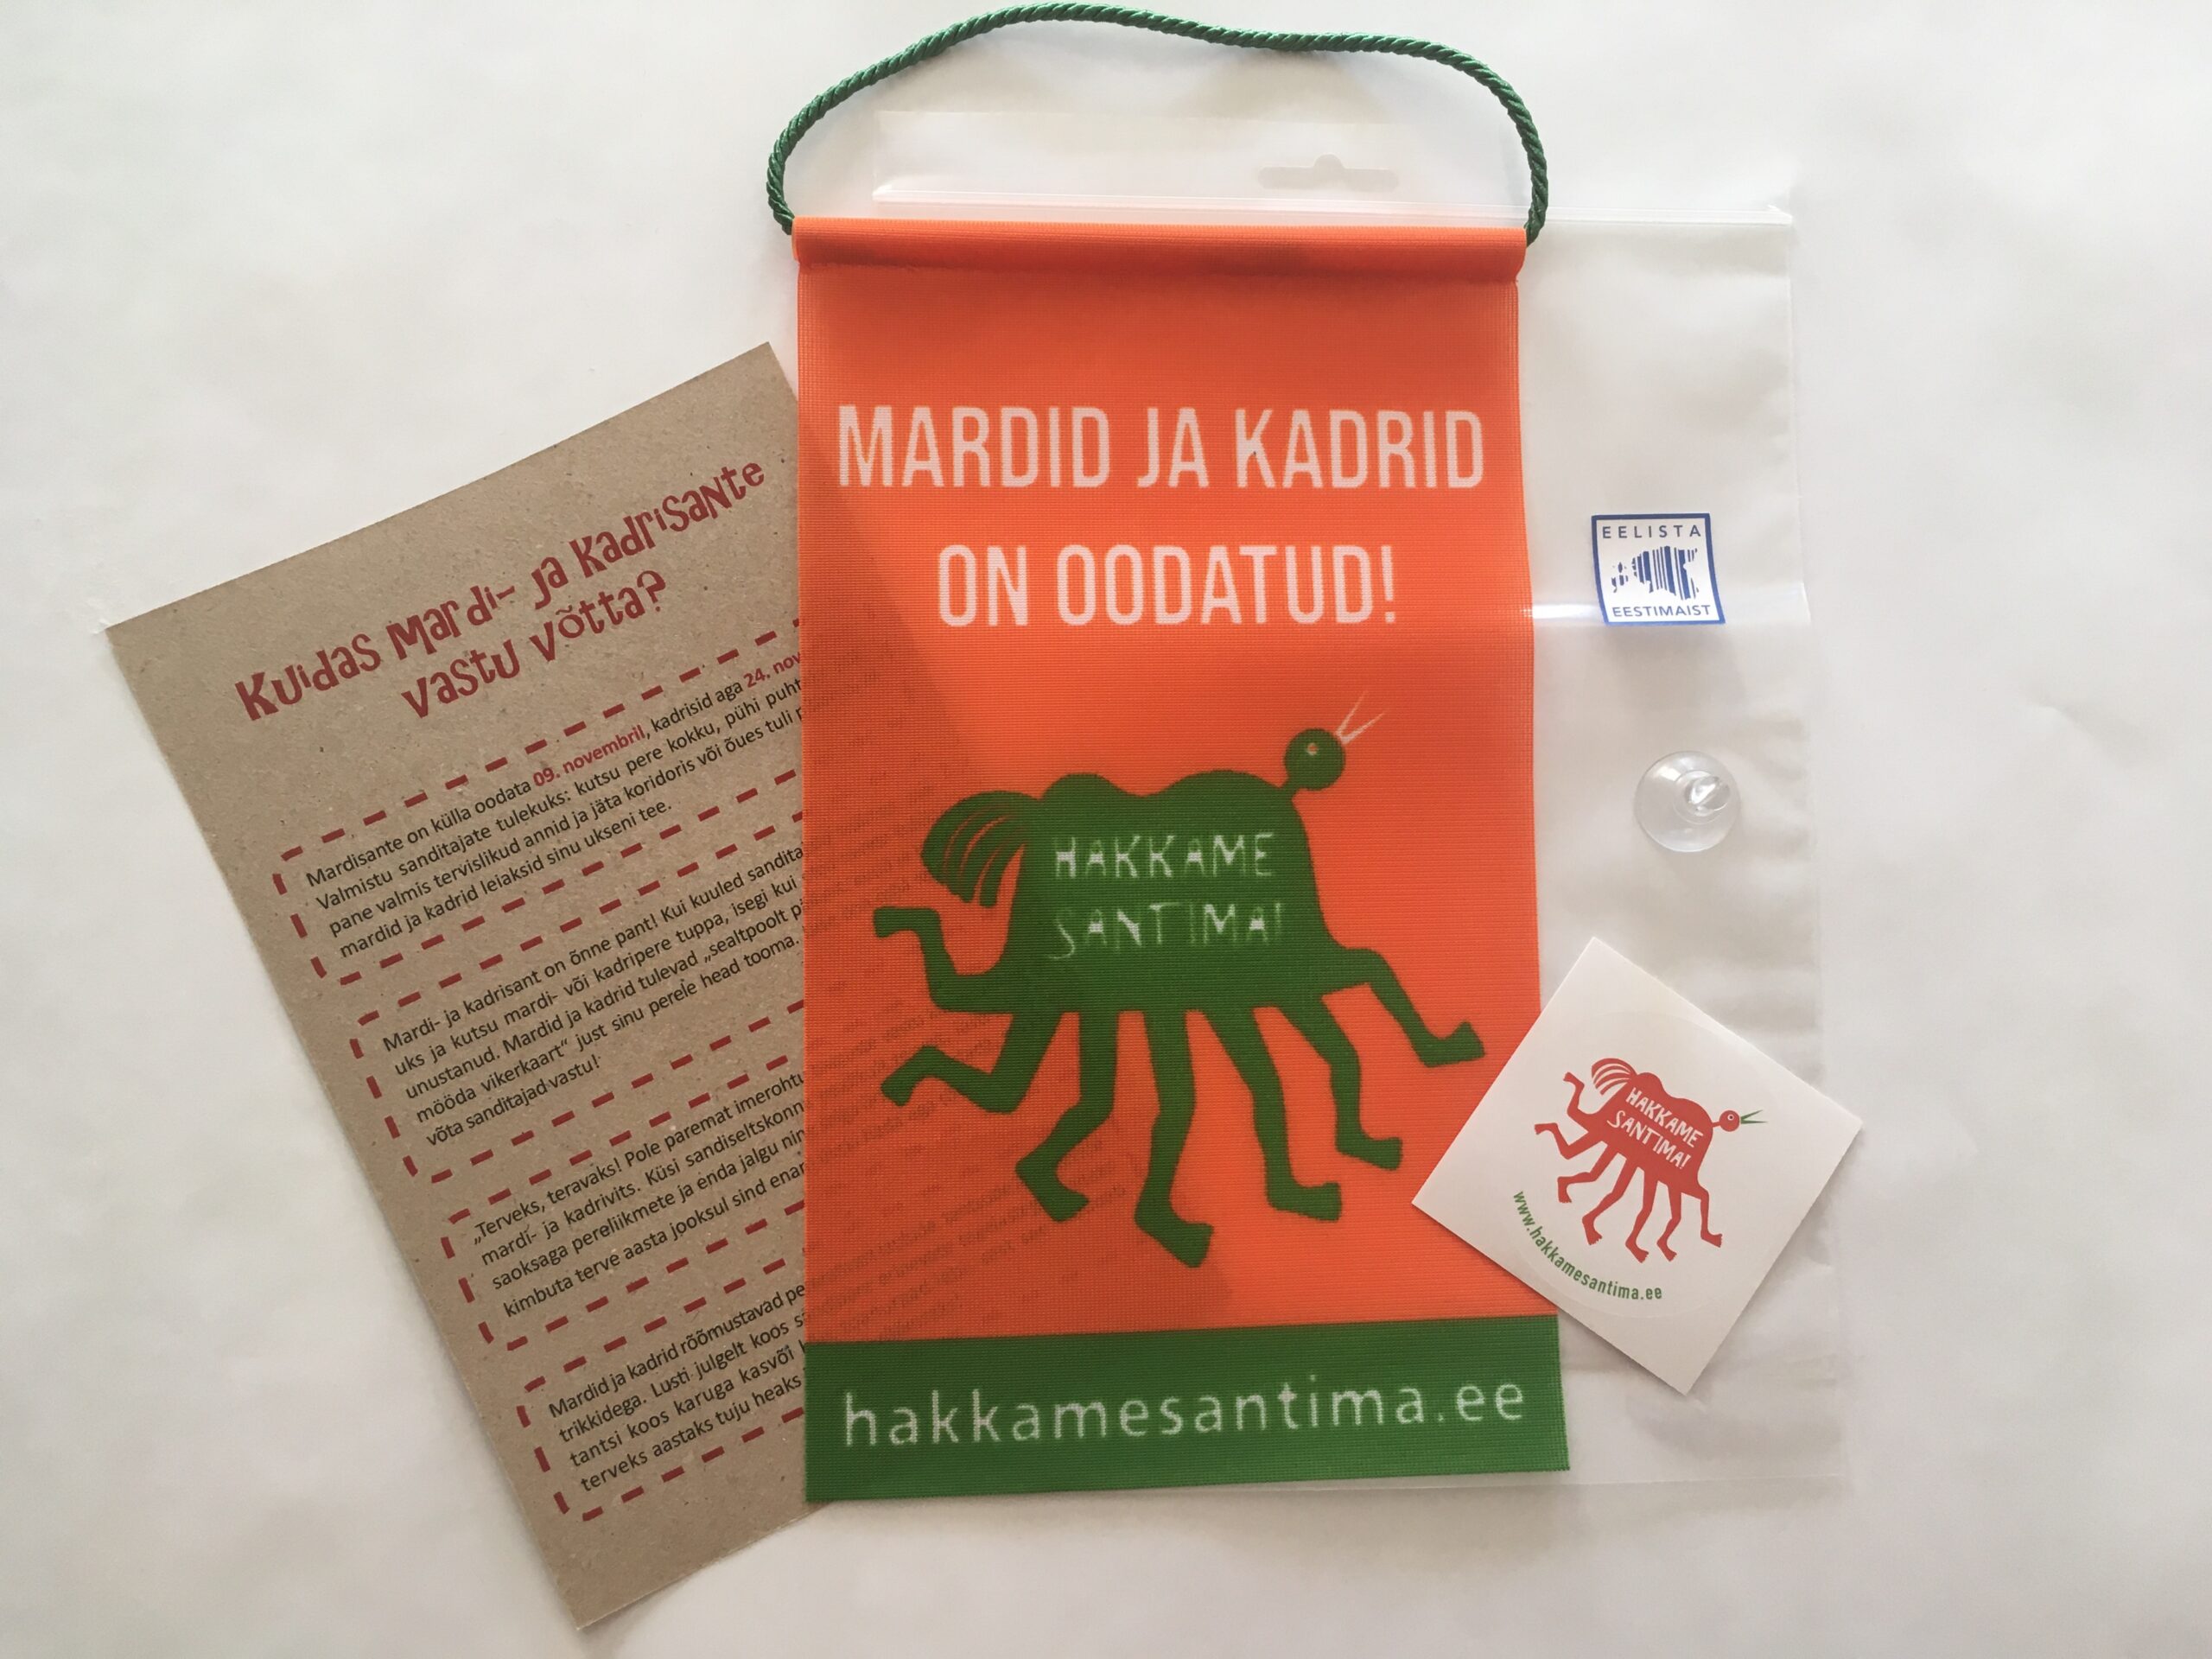 Kuidas Mardi- ja Kadrisante
vastu võtta?
Mardisante on külla oodata 09. novembril, kadrisid aga 24. nov
Valmistu sanditajate tulekuks: kutsu pere kokku, pühi puht
pane valmis tervislikud annid ja jäta koridoris või õues tuli
mardid ja kadrid leiaksid sinu ukseni tee.
Mardi- ja kadrisant on õnne pant! Kui kuuled sandita
uks ja kutsu mardi- või kadripere tuppa, isegi kui
unustanud. Mardid ja kadrid tulevad „sealtpoolt
mööda vikerkaart“ just sinu perele head tooma.
võta sanditajad vastu!
„Terveks, teravaks! Pole paremat imerohtu
mardi- ja kadrivits. Küsi sandiseltskonn
saoksaga pereliikmete ja enda jalgu nin
kimbuta terve aasta jooksul sind enam
Mardid ja kadrid rõõmustavad pe
trikkidega. Lusti julgelt koos
tantsi koos karuga kasvõi
terveks aastaks tuju heaks
MARDID JA KADRID
ON OODATUD!
HAKKAME
SANTIMA!
hakkamesantima.ee
EELISTA
EESTIMAIST
HAKKAME
SANTIMA!
www.hakkamesantima.ee